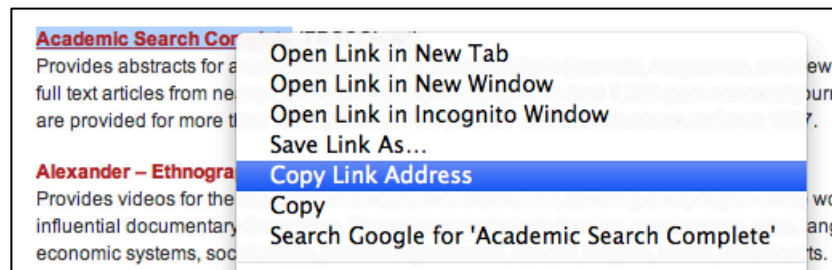 Academic Search Com
Provides abstracts for a
full text articles from
are provided for more
Alexander – Ethnogra
Provides videos for the
influential documentary
economic systems, soc
Open Link in New Tab
Open Link in New Window
Open Link in Incognito Window
Save Link As...
Copy Link Address
Copy
Search Google for 'Academic Search Complete'